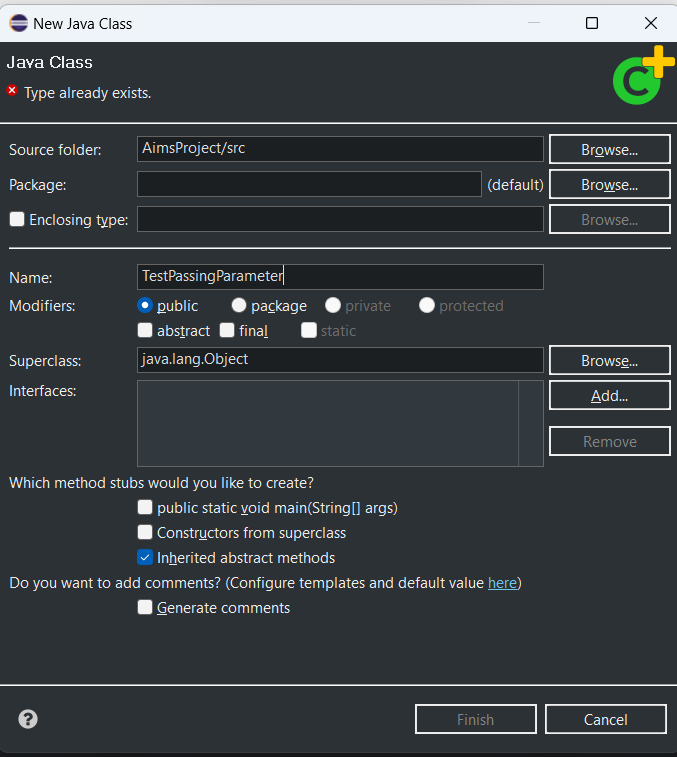 New Java Class
Java Class
Type already exists.
Source folder: AimsProject/src Browse...
Package: (default) Browse...
Enclosing type: Browse...
Name: TestPassingParameter
Modifiers: public package private protected
abstract final static
Superclass: java.lang.Object Browse...
Interfaces: Add...
Remove
Which method stubs would you like to create?
public static void main(String[] args)
Constructors from superclass
Inherited abstract methods
Do you want to add comments? (Configure templates and default value here)
Generate comments
? Finish Cancel